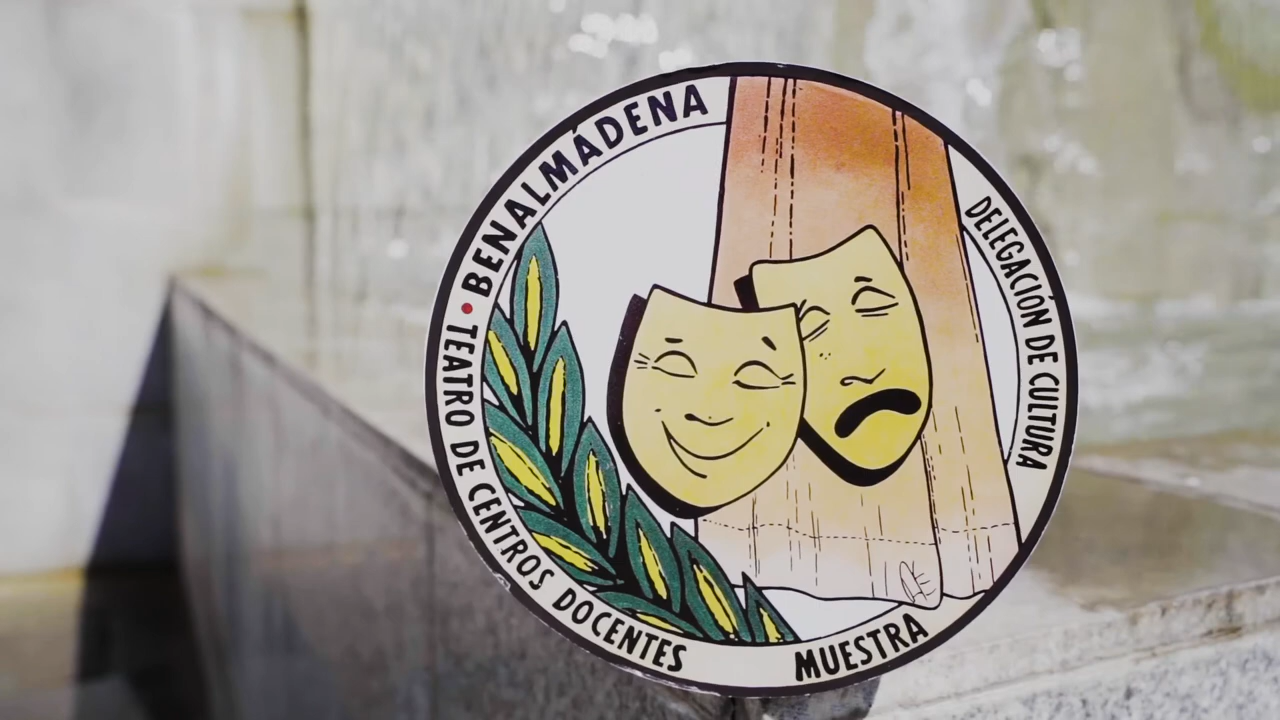 BENALMÁDENA
DELEGACIÓN DE CULTURA
MUESTRA
• TEATRO DE CENTROS DOCENTES